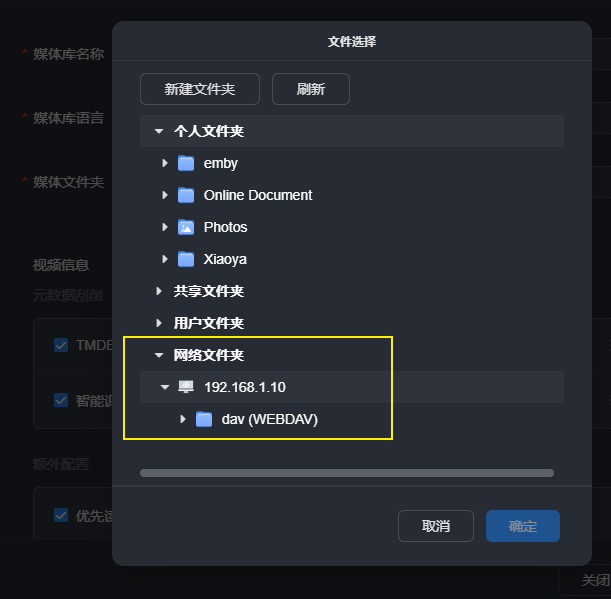 文件选择
新建文件夹 刷新
* 媒体库名称
* 媒体库语言
* 媒体文件夹
个人文件夹
emby
Online Document
Photos
Xiaoya
共享文件夹
用户文件夹
网络文件夹
192.168.1.10
dav (WEBDAV)
视频信息
元数据刮削
TMDB
智能
额外配置
优先
取消 确定
关闭